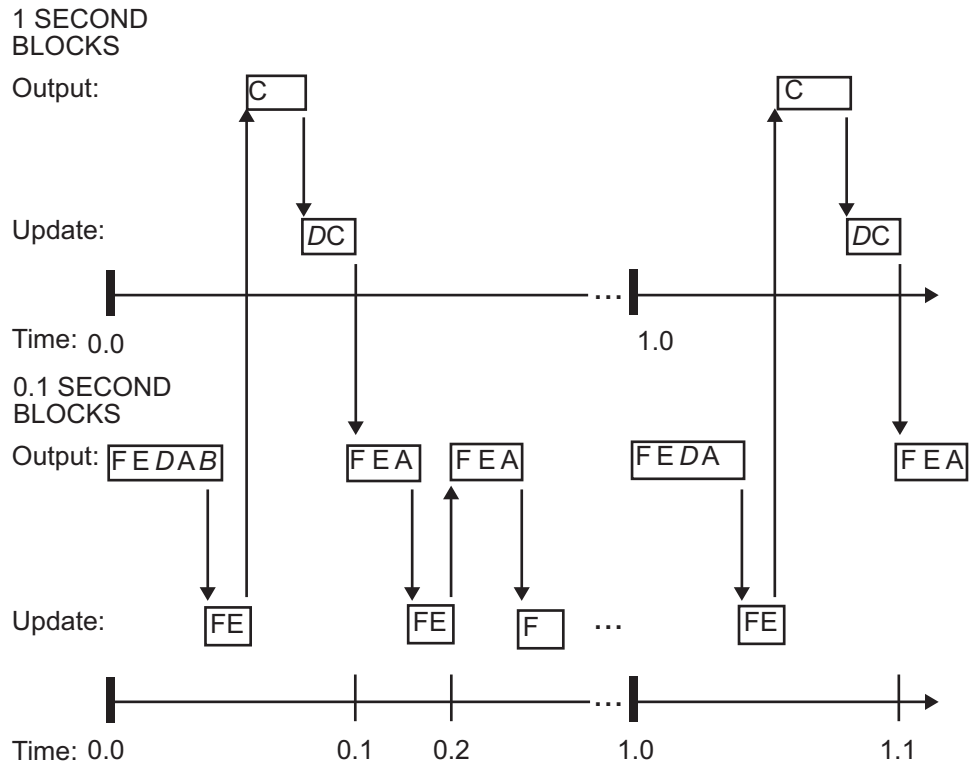 1 SECOND
BLOCKS
Output:
C
C
Update:
DC
DC
...
Time: 0.0
1.0
0.1 SECOND
BLOCKS
Output:
F E D A B
F E A
F E A
F E D A
F E A
Update:
FE
FE
F
...
FE
...
Time: 0.0
0.1
0.2
1.0
1.1